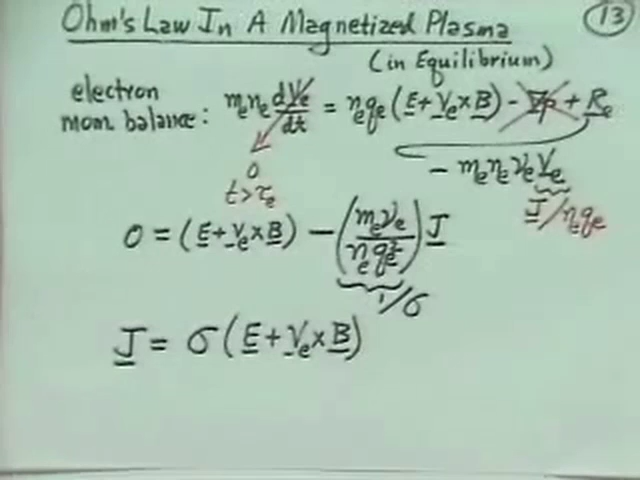 Ohm's Law In A Magnetized Plasma
13
(in Equilibrium)
electron mom. balance: mₑnₑ dVₑ/dt = nₑqₑ(E + Vₑ × B) - ∇p + Rₑ
0
t > τₑ
- mₑnₑνₑVₑ
J/nₑqₑ
0 = (E + Vₑ × B) - (mₑνₑ/nₑqₑ²) J
1/σ
J = σ(E + Vₑ × B)